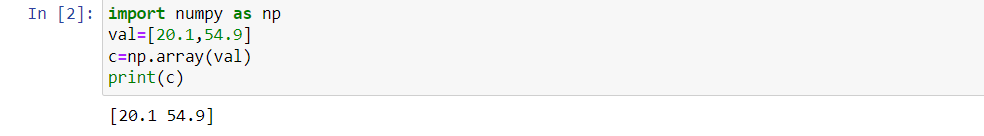 In [2]: import numpy as np
val=[20.1,54.9]
c=np.array(val)
print(c)
[20.1 54.9]